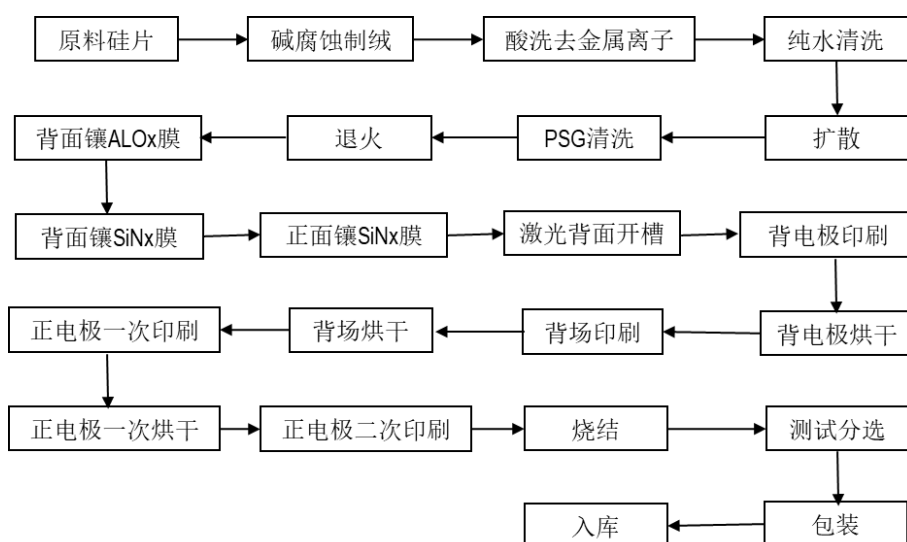 原料硅片
碱腐蚀制绒
酸洗去金属离子
纯水清洗
扩散
PSG清洗
退火
背面镶ALOx膜
背面镶SiNx膜
正面镶SiNx膜
激光背面开槽
背电极印刷
背电极烘干
背场印刷
背场烘干
正电极一次印刷
正电极一次烘干
正电极二次印刷
烧结
测试分选
包装
入库